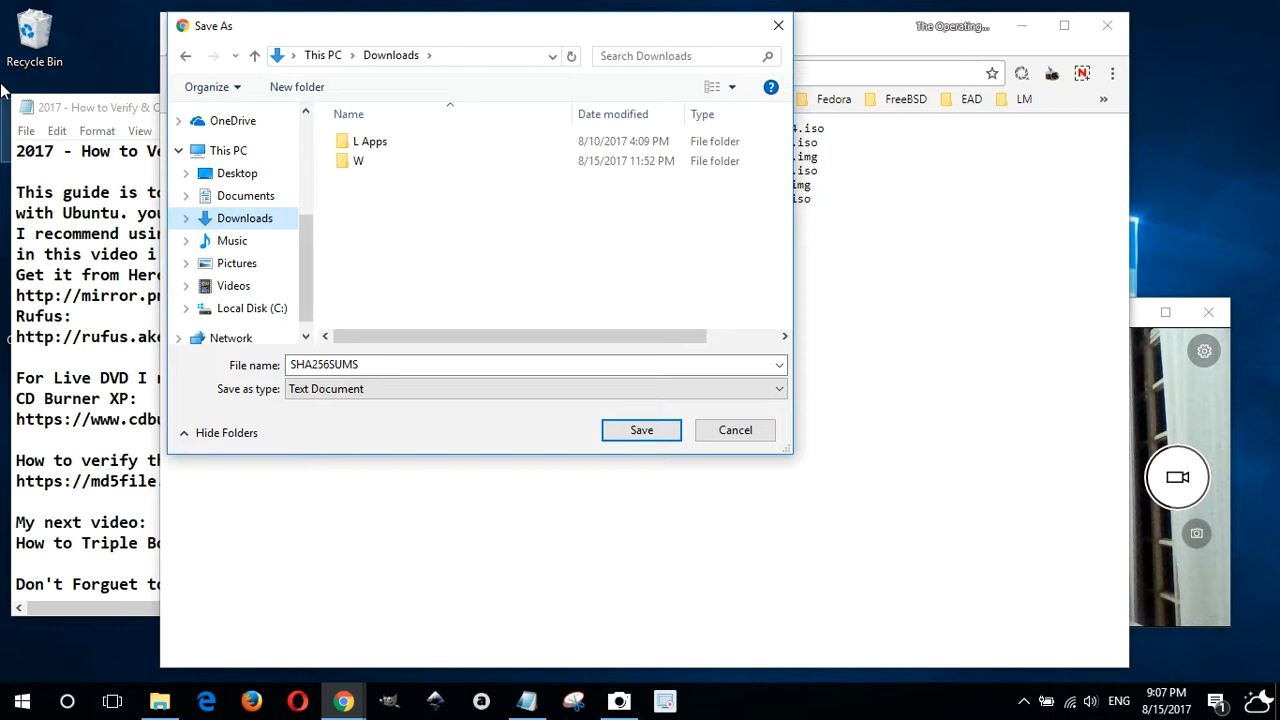 Recycle Bin
2017 - How to Verify & C
File Edit Format View
2017 - How to Ve
This guide is to
with Ubuntu. you
I recommend usin
in this video i
Get it from Here
http://mirror.pn
Rufus:
http://rufus.ake
For Live DVD I r
CD Burner XP:
https://www.cdbu
How to verify th
https://md5file.
My next video:
How to Triple Bo
Don't Forguet to
Save As
This PC > Downloads >
Search Downloads
Organize
New folder
Name
Date modified
Type
OneDrive
This PC
Desktop
Documents
Downloads
Music
Pictures
Videos
Local Disk (C:)
Network
L Apps 8/10/2017 4:09 PM File folder
W 8/15/2017 11:52 PM File folder
File name: SHA256SUMS
Save as type: Text Document
Hide Folders
Save
Cancel
The Operating...
Fedora
FreeBSD
EAD
LM
»
4.iso
.iso
.img
.iso
img
iso
ENG
9:07 PM
8/15/2017
1